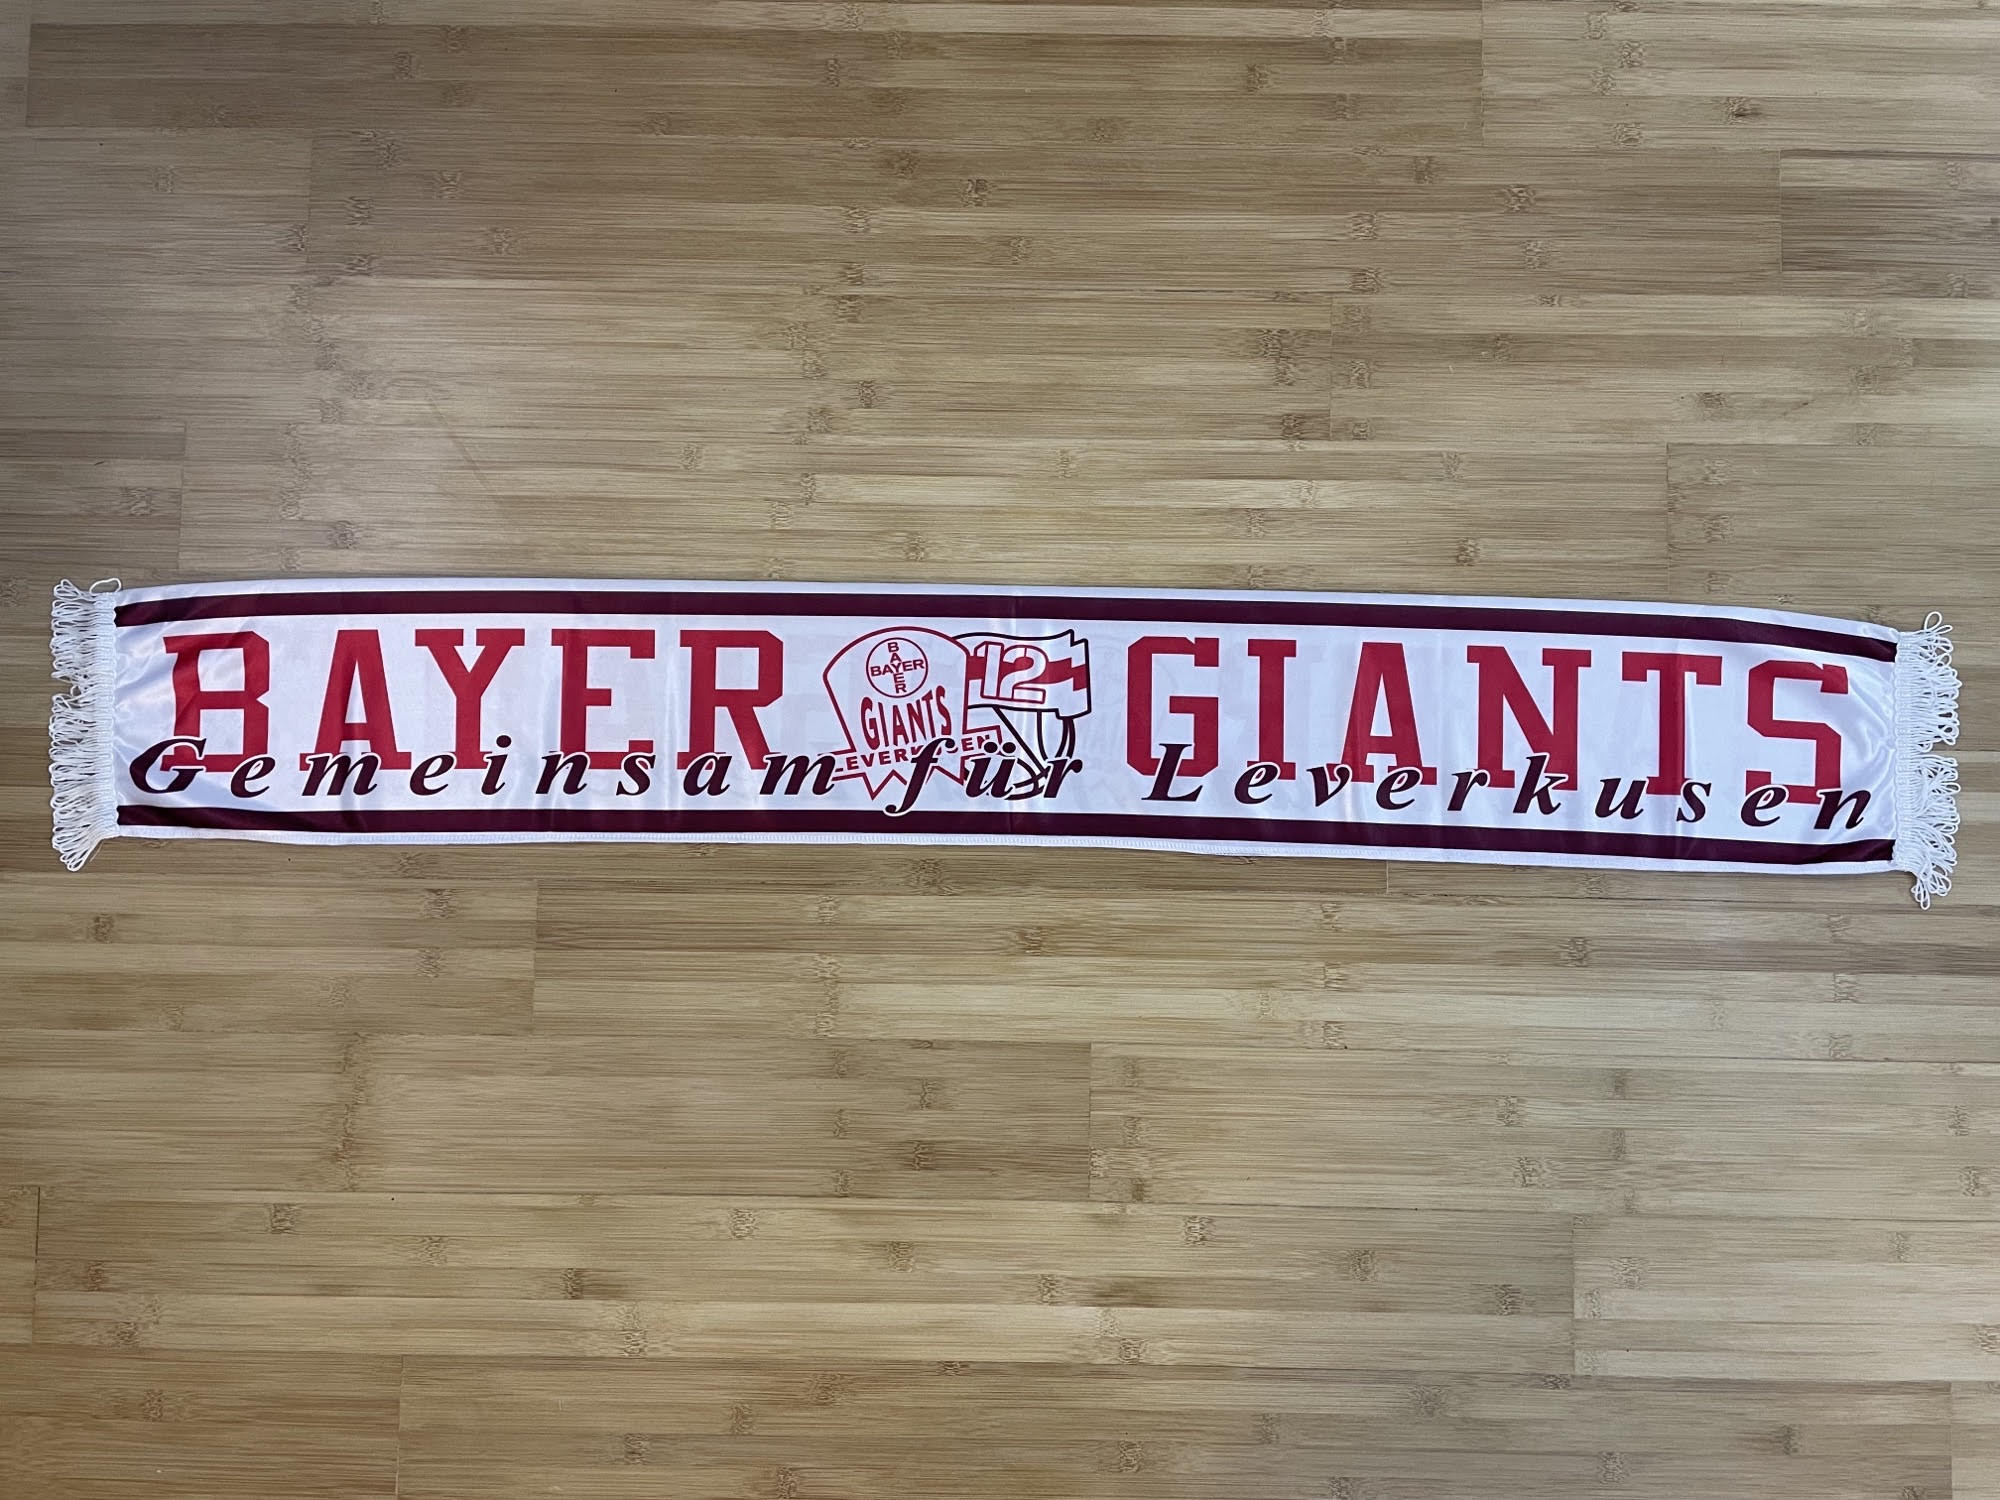 BAYER GIANTS
BAYER
BAYER
GIANTS
LEVERKUSEN
12
Gemeinsam für Leverkusen